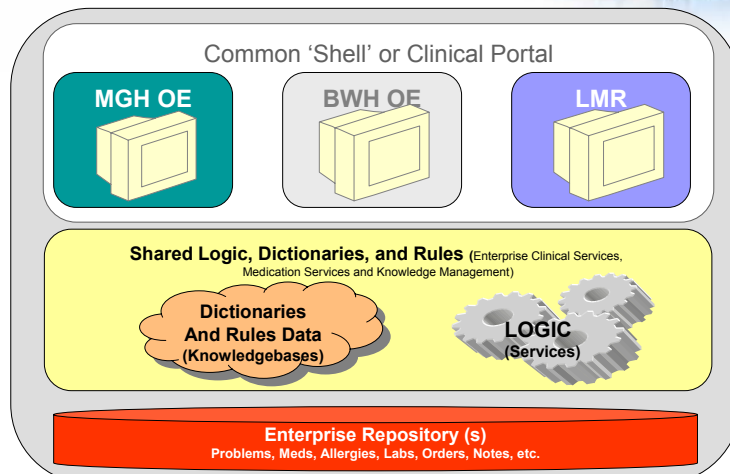 Common ‘Shell’ or Clinical Portal
MGH OE
BWH OE
LMR
Shared Logic, Dictionaries, and Rules (Enterprise Clinical Services,
Medication Services and Knowledge Management)
Dictionaries
And Rules Data
(Knowledgebases)
LOGIC
(Services)
Enterprise Repository (s)
Problems, Meds, Allergies, Labs, Orders, Notes, etc.